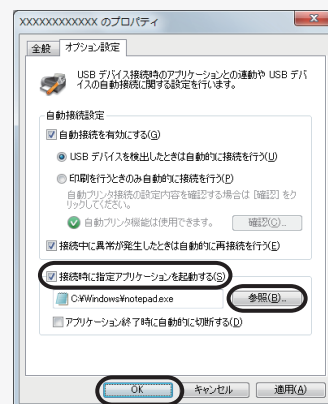 XXXXXXXXXXXXX のプロパティ
全般 オプション設定
USB デバイス接続時のアプリケーションとの連動や USB デバ
イスの自動接続に関する設定を行います。
自動接続設定
自動接続を有効にする(G)
USB デバイスを検出したときは自動的に接続を行う(U)
印刷を行うときのみ自動的に接続を行う(P)
自動プリンタ接続の設定内容を確認する場合は [確認] をク
リックしてください。
自動プリンタ機能は使用できます。 確認(C)...
接続中に異常が発生したときは自動的に再接続を行う(E)
接続時に指定アプリケーションを起動する(S)
C:¥Windows¥notepad.exe 参照(B)...
アプリケーション終了時に自動的に切断する(D)
OK キャンセル 適用(A)